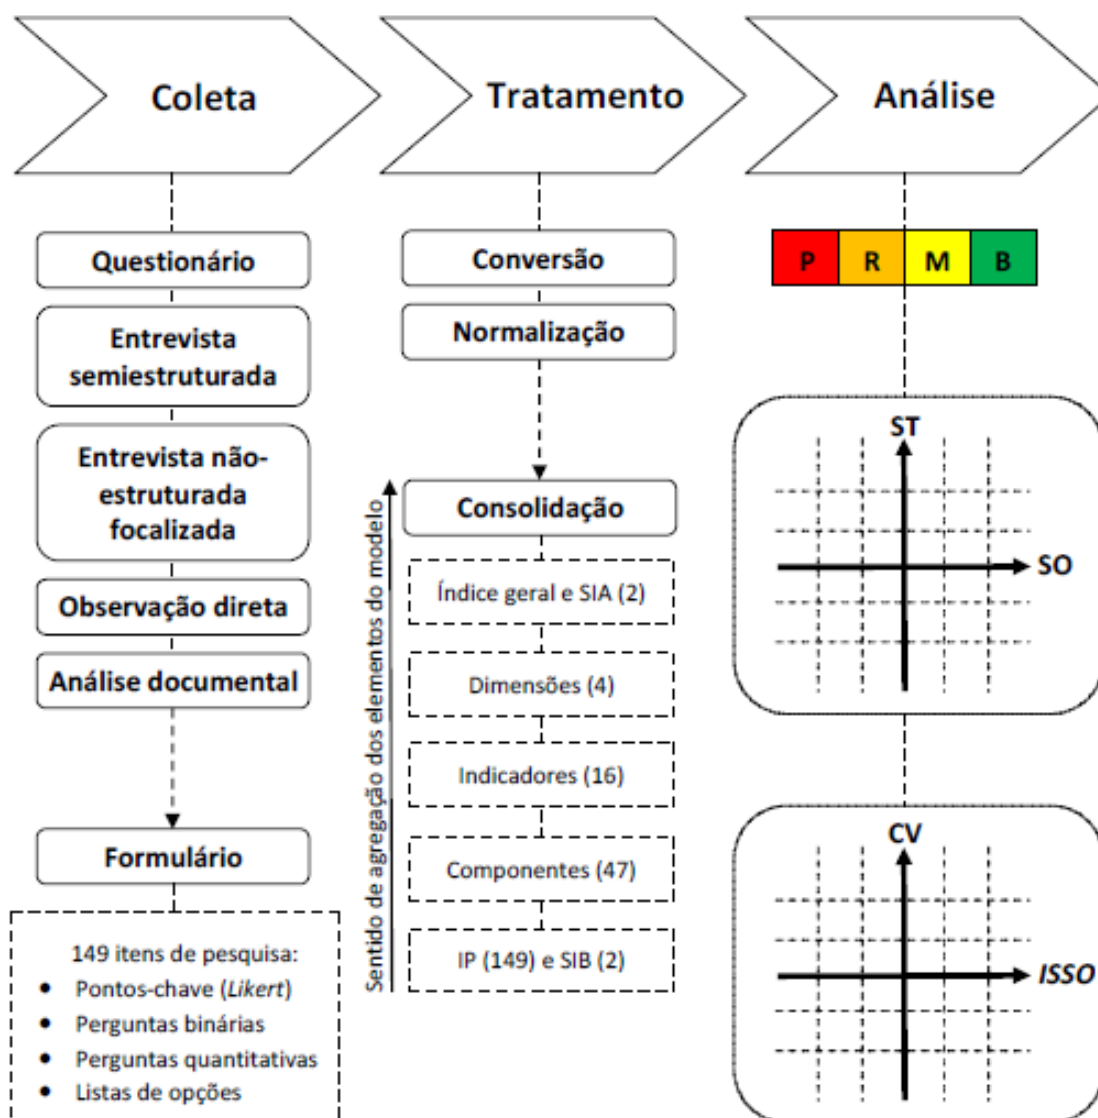 Coleta
Tratamento
Análise
Questionário
Entrevista
semiestruturada
Entrevista não-
estruturada
focalizada
Observação direta
Análise documental
Formulário
149 itens de pesquisa:
• Pontos-chave (Likert)
• Perguntas binárias
• Perguntas quantitativas
• Listas de opções
Conversão
Normalização
Consolidação
Sentido de agregação dos elementos do modelo
Índice geral e SIA (2)
Dimensões (4)
Indicadores (16)
Componentes (47)
IP (149) e SIB (2)
P R M B
ST
SO
CV
ISSO